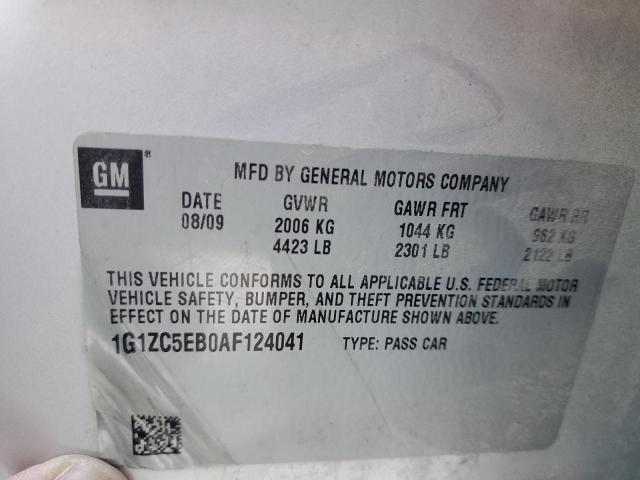 GM ®
MFD BY GENERAL MOTORS COMPANY
DATE GVWR GAWR FRT GAWR RR
08/09 2006 KG 1044 KG 962 KG
4423 LB 2301 LB 2122 LB
THIS VEHICLE CONFORMS TO ALL APPLICABLE U.S. FEDERAL MOTOR
VEHICLE SAFETY, BUMPER, AND THEFT PREVENTION STANDARDS IN
EFFECT ON THE DATE OF MANUFACTURE SHOWN ABOVE.
1G1ZC5EB0AF124041 TYPE: PASS CAR